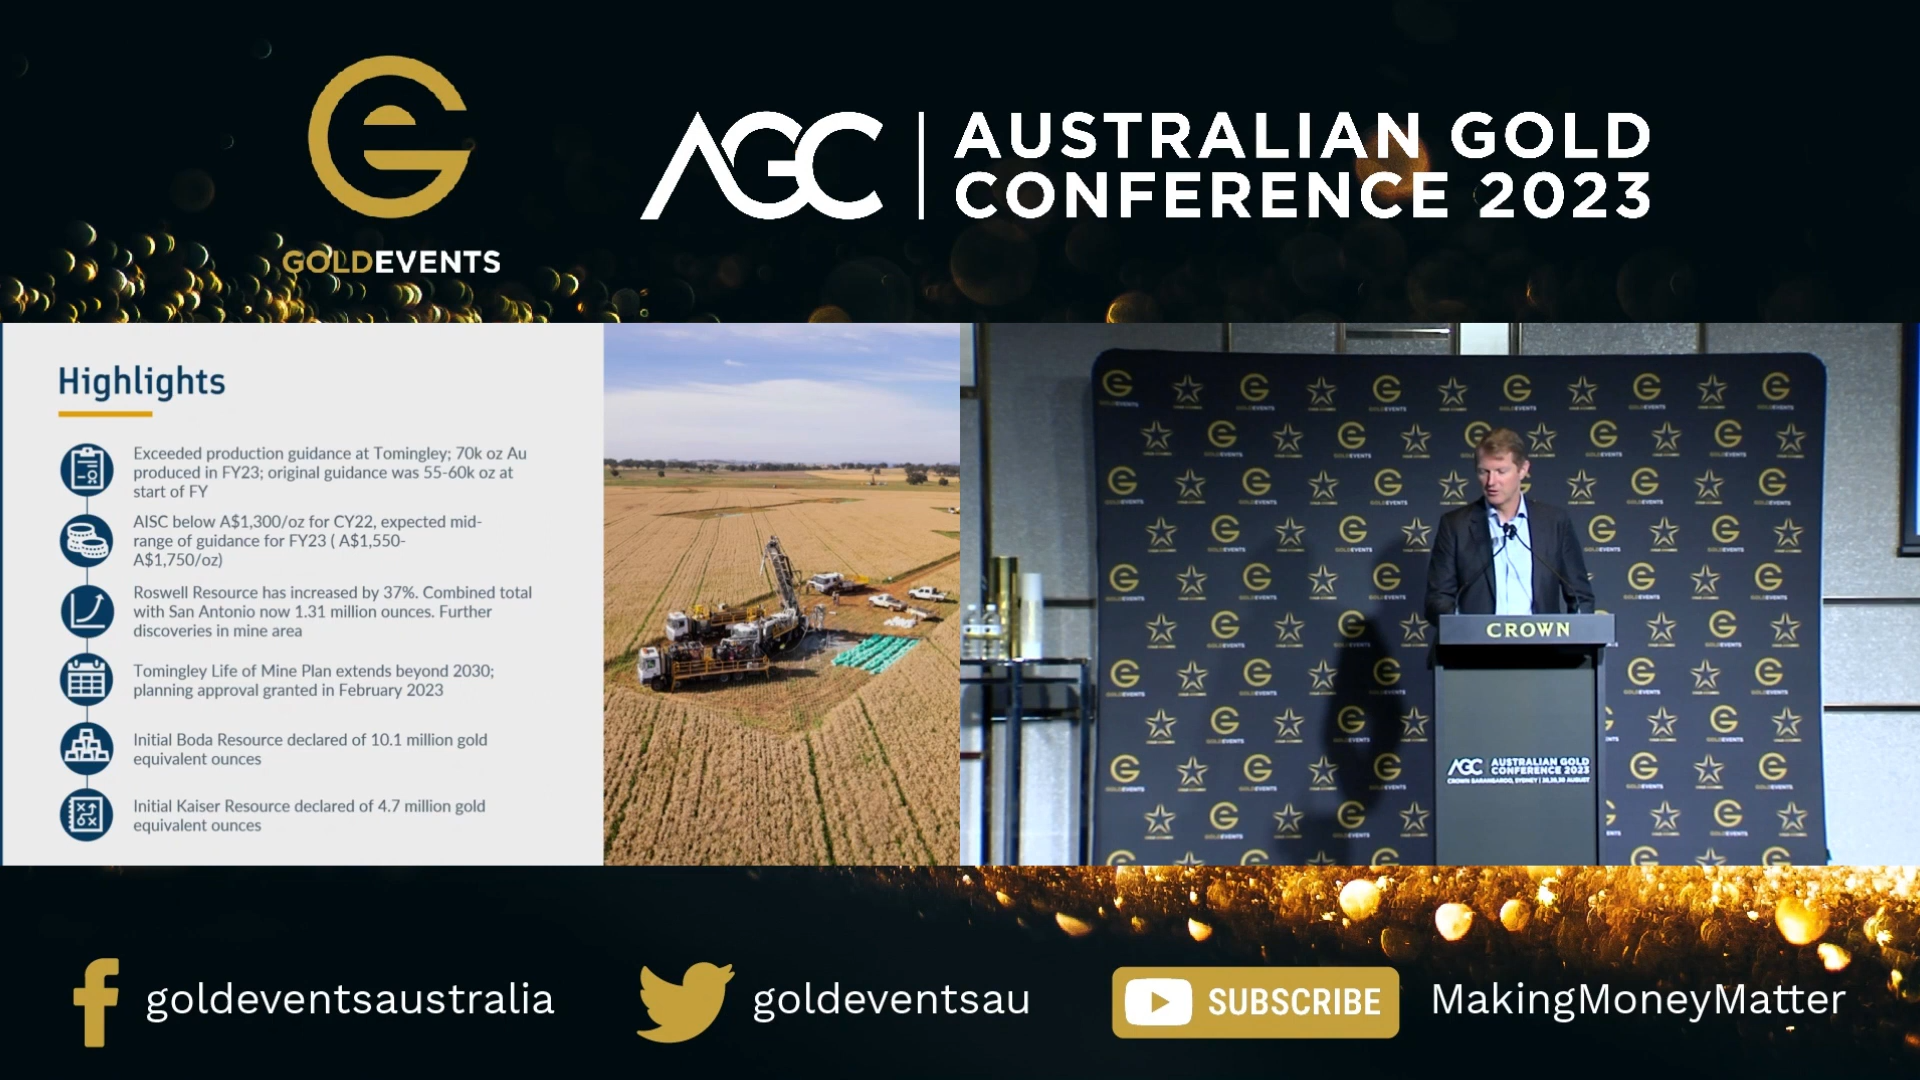 GOLDEVENTS
AGC
AUSTRALIAN GOLD
CONFERENCE 2023
Highlights
Exceeded production guidance at Tomingley; 70k oz Au
produced in FY23; original guidance was 55-60k oz at
start of FY
AISC below A$1,300/oz for CY22, expected mid-
range of guidance for FY23 ( A$1,550-
A$1,750/oz)
Roswell Resource has increased by 37%. Combined total
with San Antonio now 1.31 million ounces. Further
discoveries in mine area
Tomingley Life of Mine Plan extends beyond 2030;
planning approval granted in February 2023
Initial Boda Resource declared of 10.1 million gold
equivalent ounces
Initial Kaiser Resource declared of 4.7 million gold
equivalent ounces
CROWN
AGC
AUSTRALIAN GOLD
CONFERENCE 2023
goldeventsaustralia
goldeventsau
SUBSCRIBE
MakingMoneyMatter